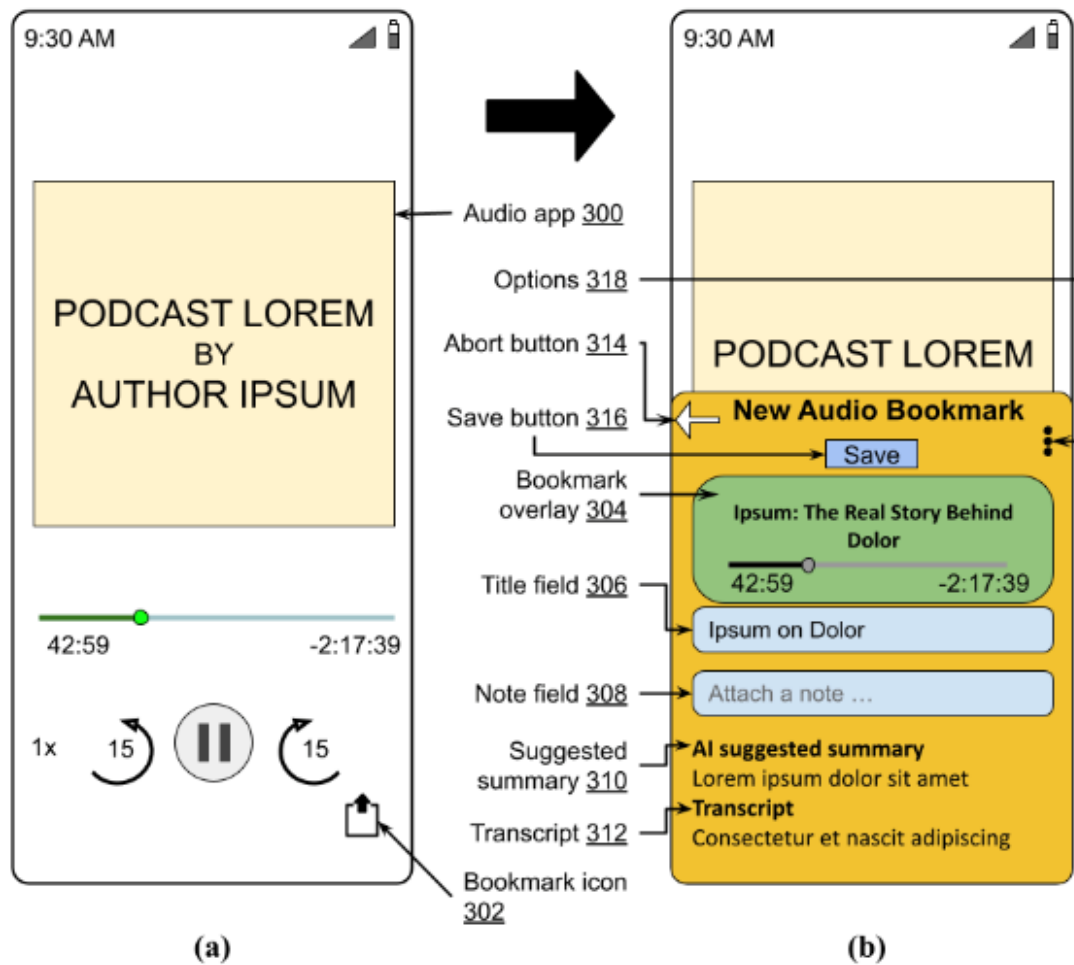 9:30 AM
PODCAST LOREM
BY
AUTHOR IPSUM
42:59
-2:17:39
1x
15
15
(a)
Audio app 300
Options 318
Abort button 314
Save button 316
Bookmark
overlay 304
Title field 306
Note field 308
Suggested
summary 310
Transcript 312
Bookmark icon
302
9:30 AM
PODCAST LOREM
New Audio Bookmark
Save
Ipsum: The Real Story Behind
Dolor
42:59
-2:17:39
Ipsum on Dolor
Attach a note …
AI suggested summary
Lorem ipsum dolor sit amet
Transcript
Consectetur et nascit adipiscing
(b)